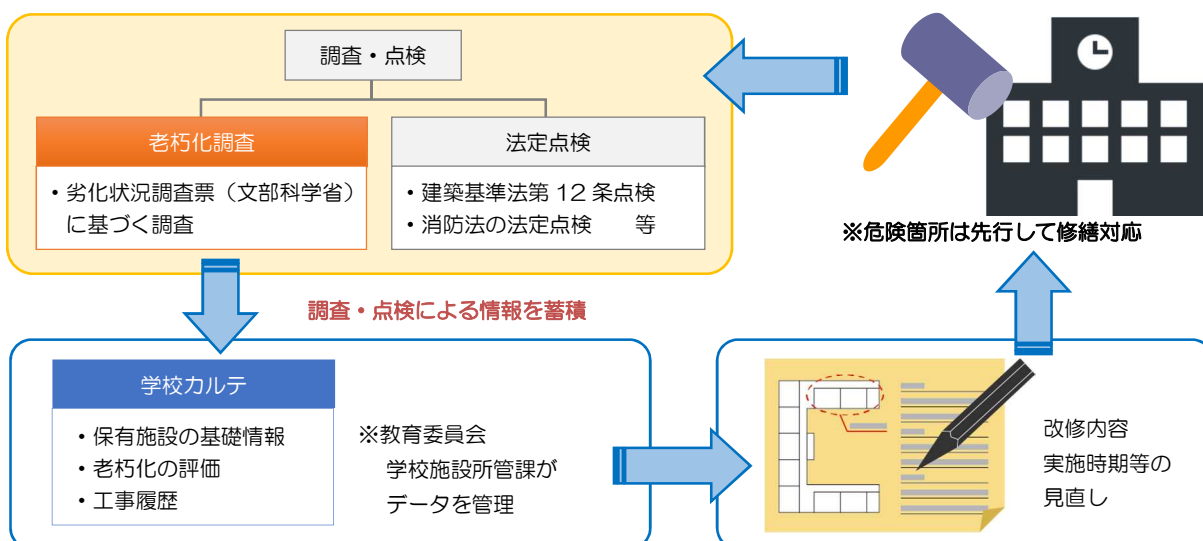 調査・点検
老朽化調査
・劣化状況調査票（文部科学省）
に基づく調査
法定点検
・建築基準法第 12 条点検
・消防法の法定点検　　等
※危険箇所は先行して修繕対応
調査・点検による情報を蓄積
学校カルテ
・保有施設の基礎情報
・老朽化の評価
・工事履歴
※教育委員会
学校施設所管課が
データを管理
改修内容
実施時期等の
見直し